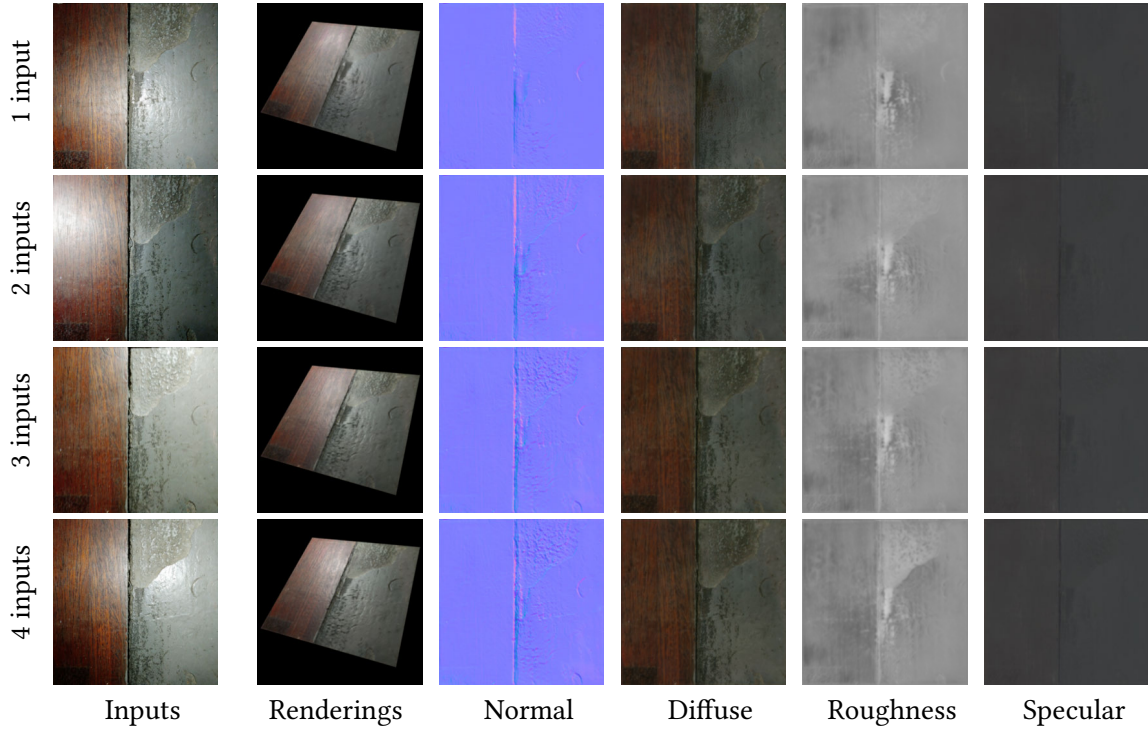 1 input
2 inputs
3 inputs
4 inputs
Inputs Renderings Normal Diffuse Roughness Specular